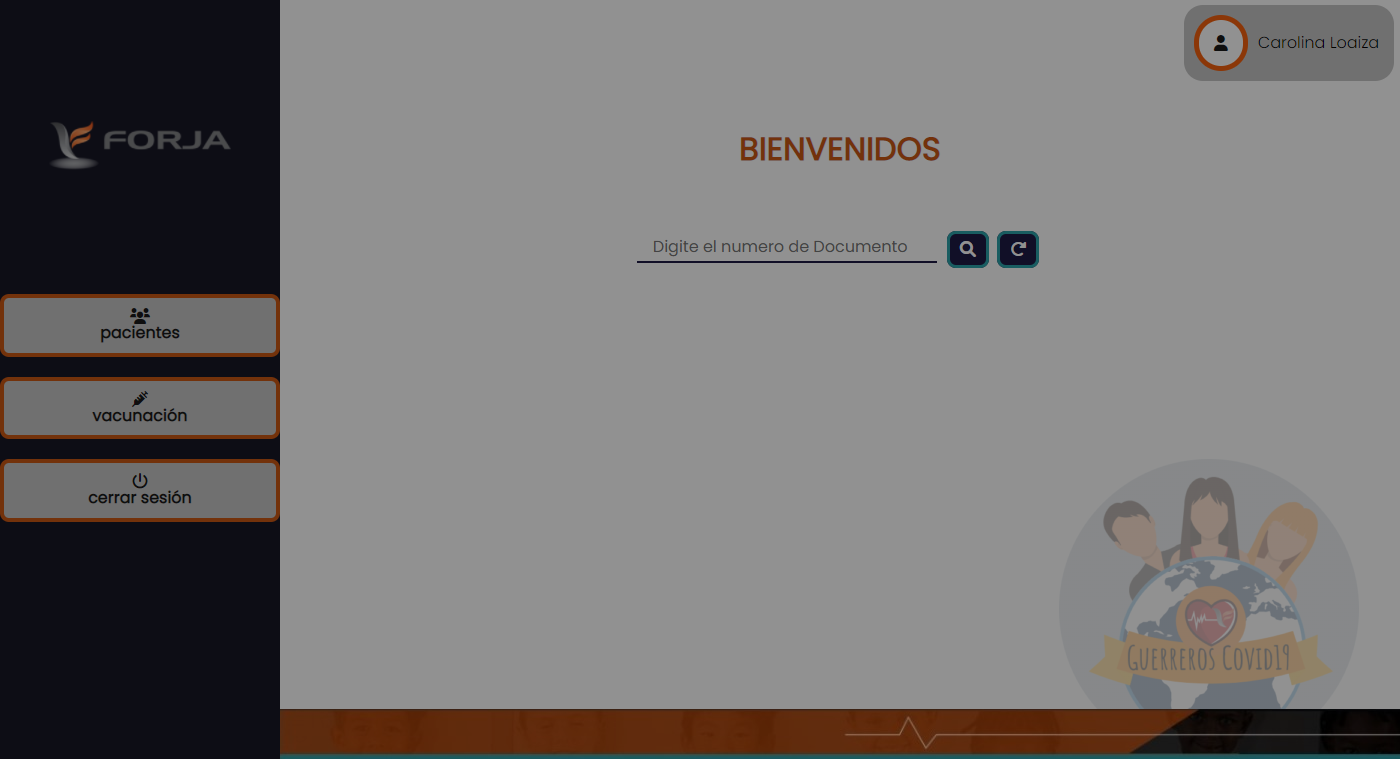 Carolina Loaiza
FORJA
BIENVENIDOS
Digite el numero de Documento
pacientes
vacunación
cerrar sesión
GUERREROS COVID19